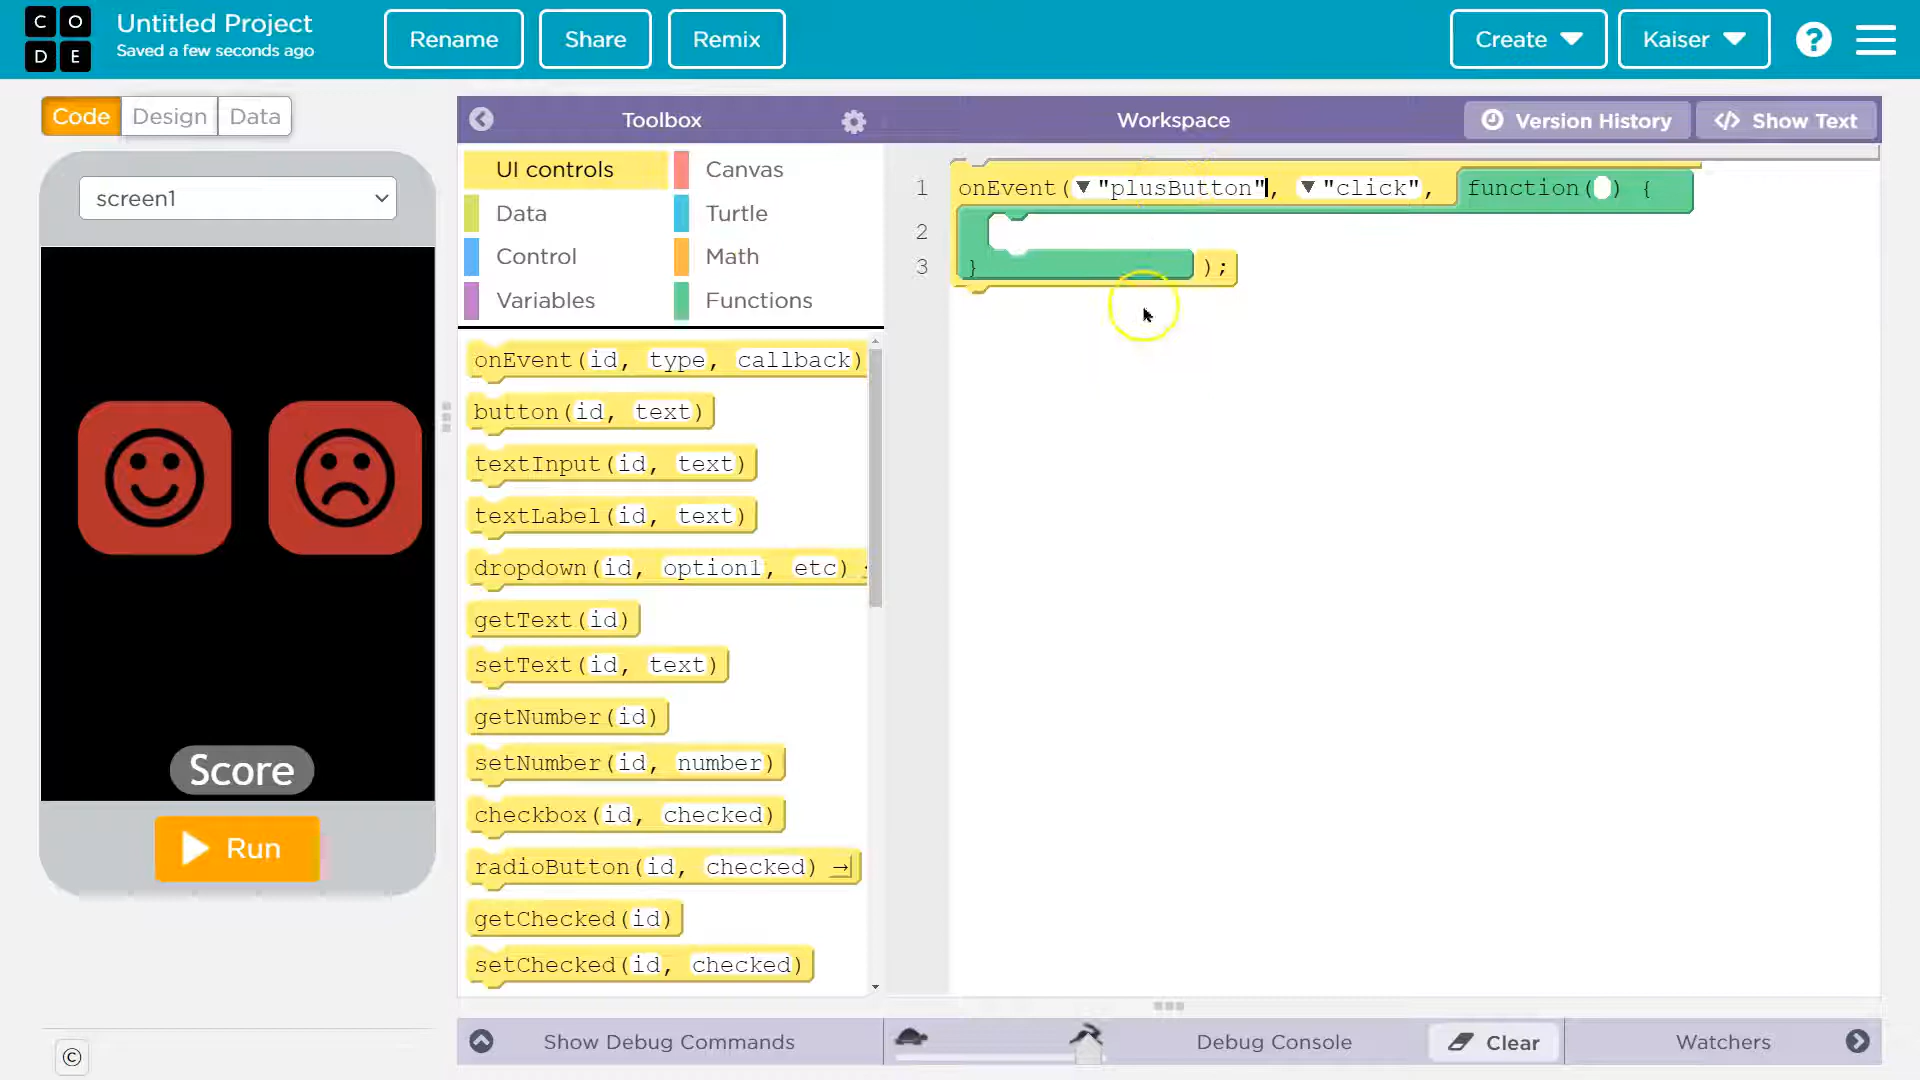 C O
D E
Untitled Project
Saved a few seconds ago
Rename
Share
Remix
Create
Kaiser
?
Code
Design
Data
screen1
Score
Run
©
Toolbox
UI controls
Canvas
Data
Turtle
Control
Math
Variables
Functions
onEvent(id, type, callback)
button(id, text)
textInput(id, text)
textLabel(id, text)
dropdown(id, option1, etc)
getText(id)
setText(id, text)
getNumber(id)
setNumber(id, number)
checkbox(id, checked)
radioButton(id, checked) →
getChecked(id)
setChecked(id, checked)
Workspace
Version History
</> Show Text
1 onEvent(▼"plusButton", ▼"click", function( ) {
2
3 } );
Show Debug Commands
Debug Console
Clear
Watchers